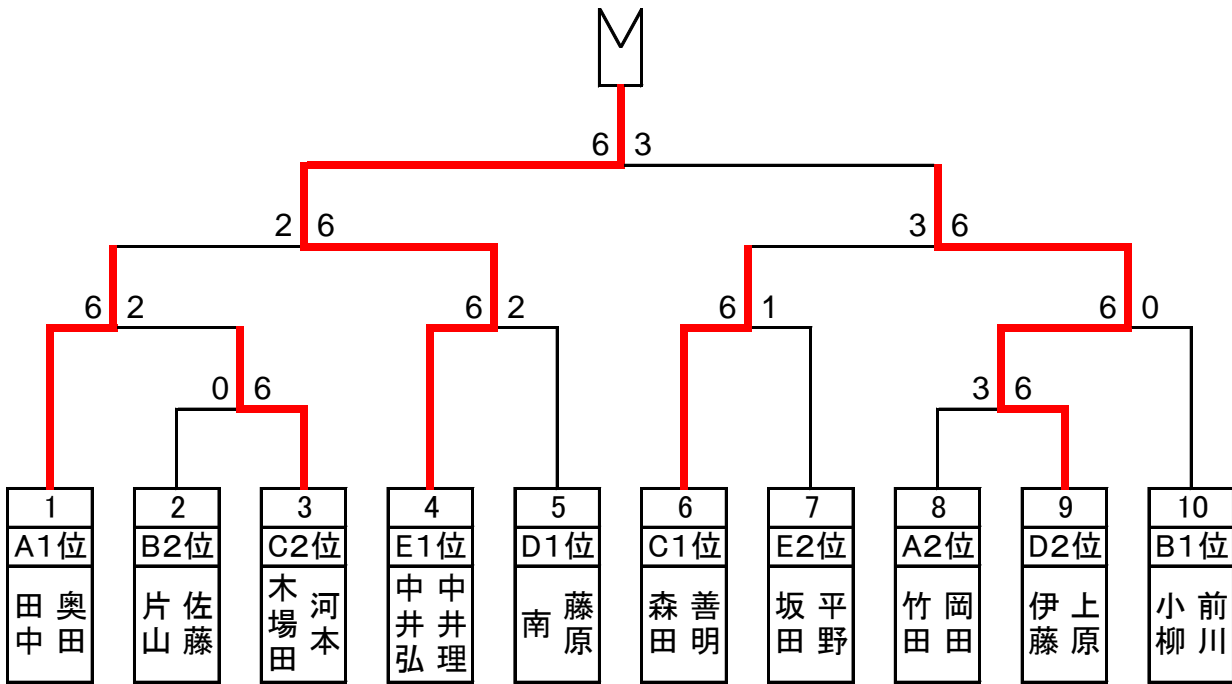 6 3
2 6
3 6
6 2
6 2
6 1
6 0
0 6
3 6
1 2 3 4 5 6 7 8 9 10
A1位 B2位 C2位 E1位 D1位 C1位 E2位 A2位 D2位 B1位
奥田
田中
佐藤
片山
河本
木場田
中井理
中井弘
藤原
南
善明
森田
平野
坂田
岡田
竹田
上原
伊藤
前川
小柳